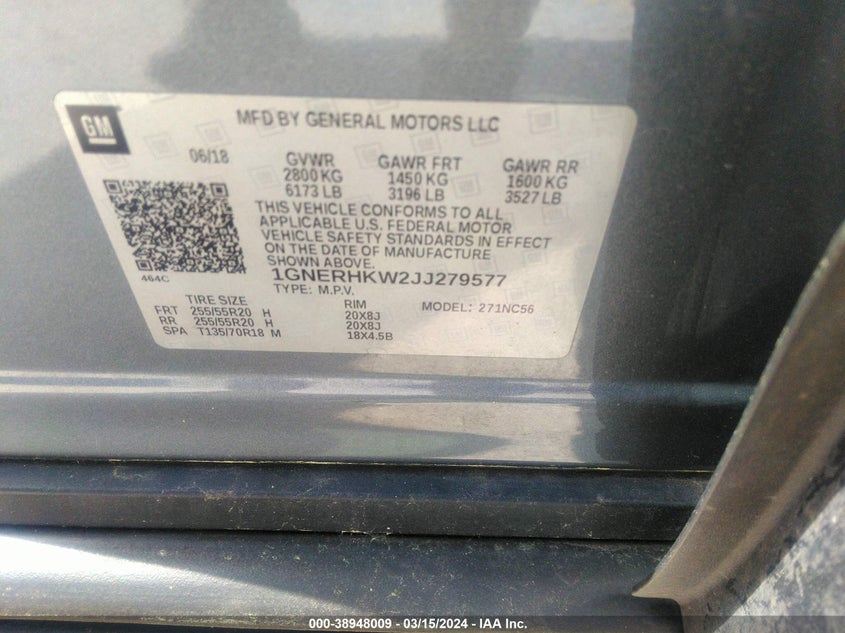 GM
MFD BY GENERAL MOTORS LLC
06/18 GVWR GAWR FRT GAWR RR
2800 KG 1450 KG 1600 KG
6173 LB 3196 LB 3527 LB
THIS VEHICLE CONFORMS TO ALL
APPLICABLE U.S. FEDERAL MOTOR
VEHICLE SAFETY STANDARDS IN EFFECT
ON THE DATE OF MANUFACTURE
SHOWN ABOVE.
464C
1GNERHKW2JJ279577
TYPE: M.P.V. MODEL: 271NC56
TIRE SIZE RIM
FRT 255/55R20 H 20X8J
RR 255/55R20 H 20X8J
SPA T135/70R18 M 18X4.5B
000-38948009 - 03/15/2024 - IAA Inc.